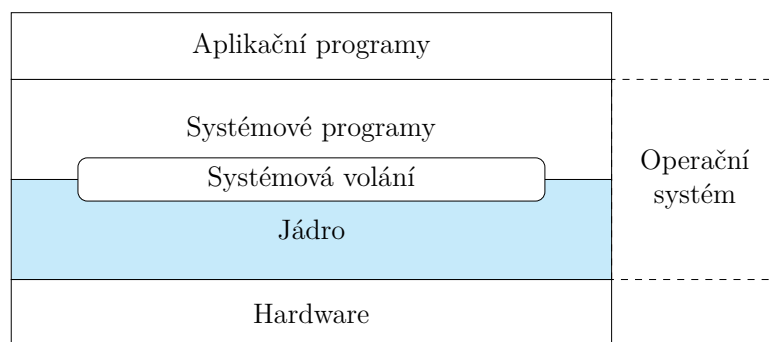 Aplikační programy
Systémové programy
Systémová volání
Jádro
Hardware
Operační
systém